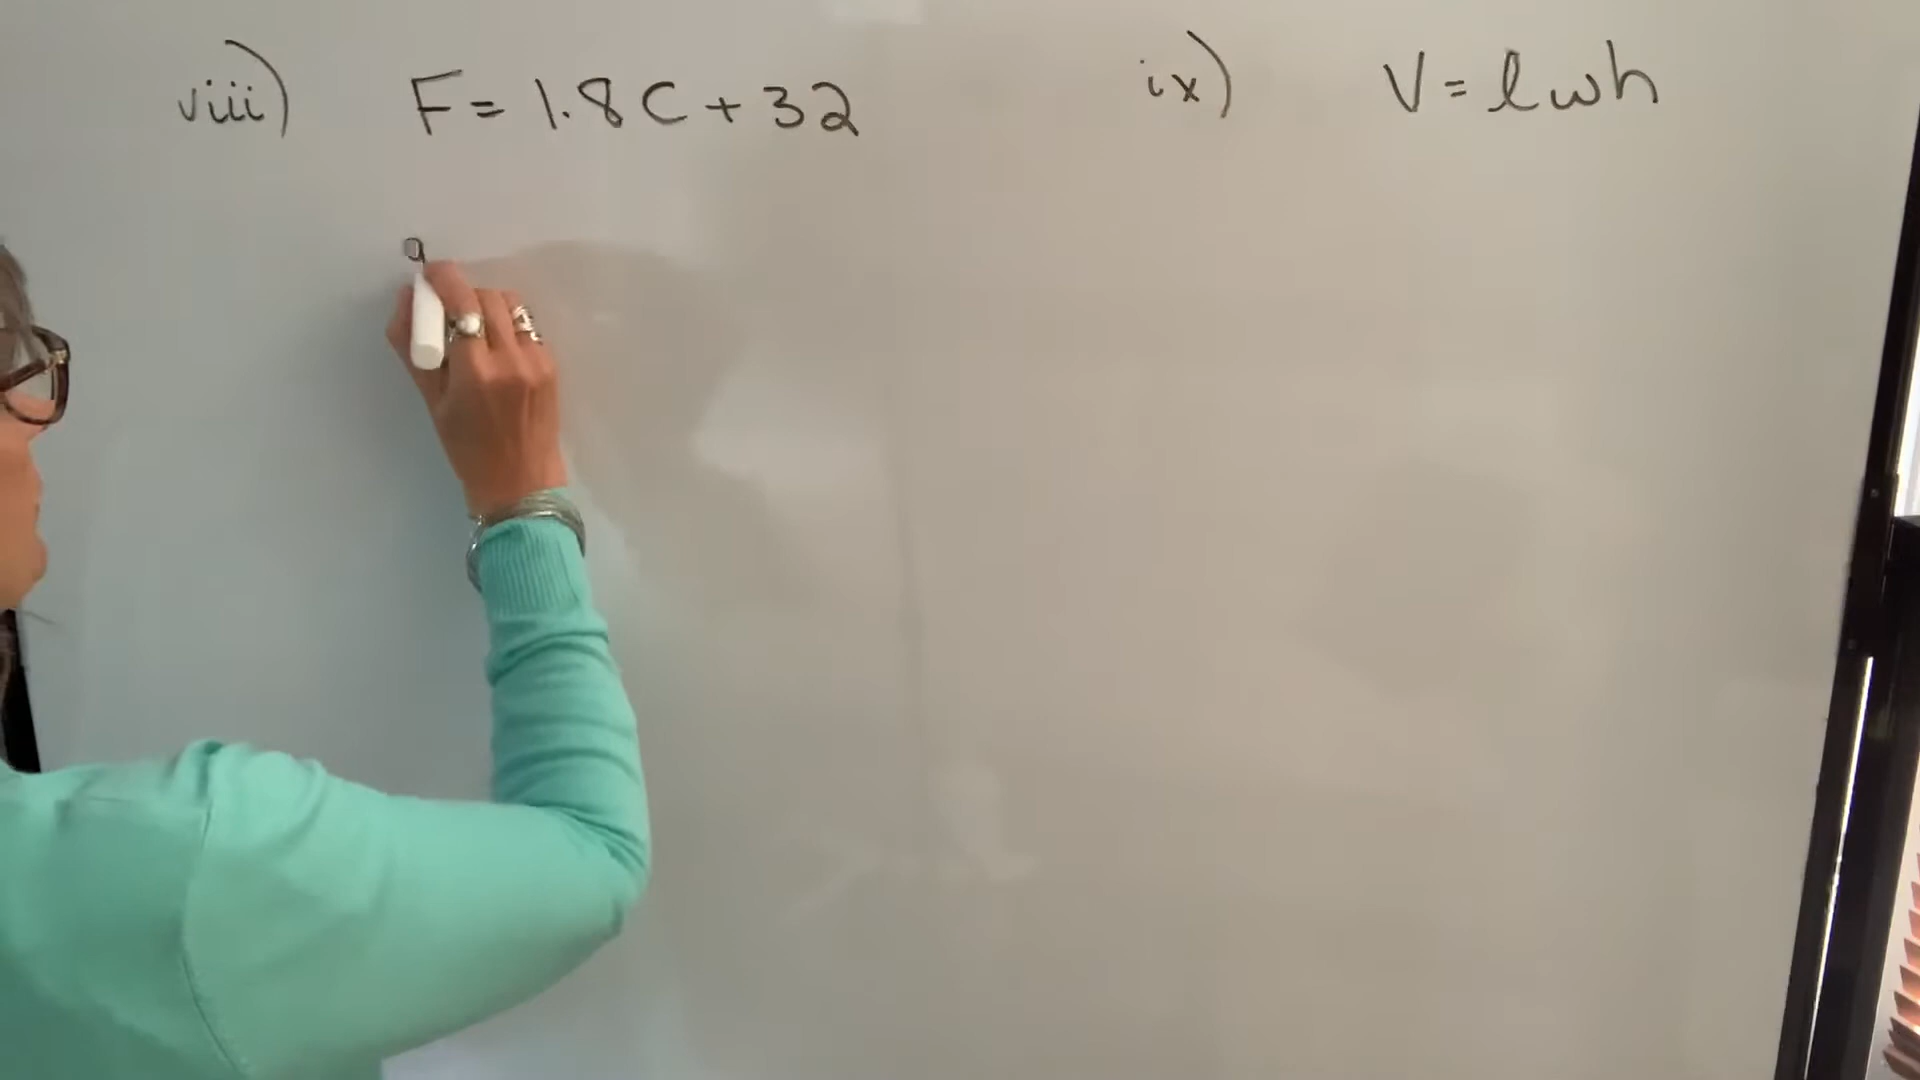 viii) F = 1.8C + 32
ix) V = lwh